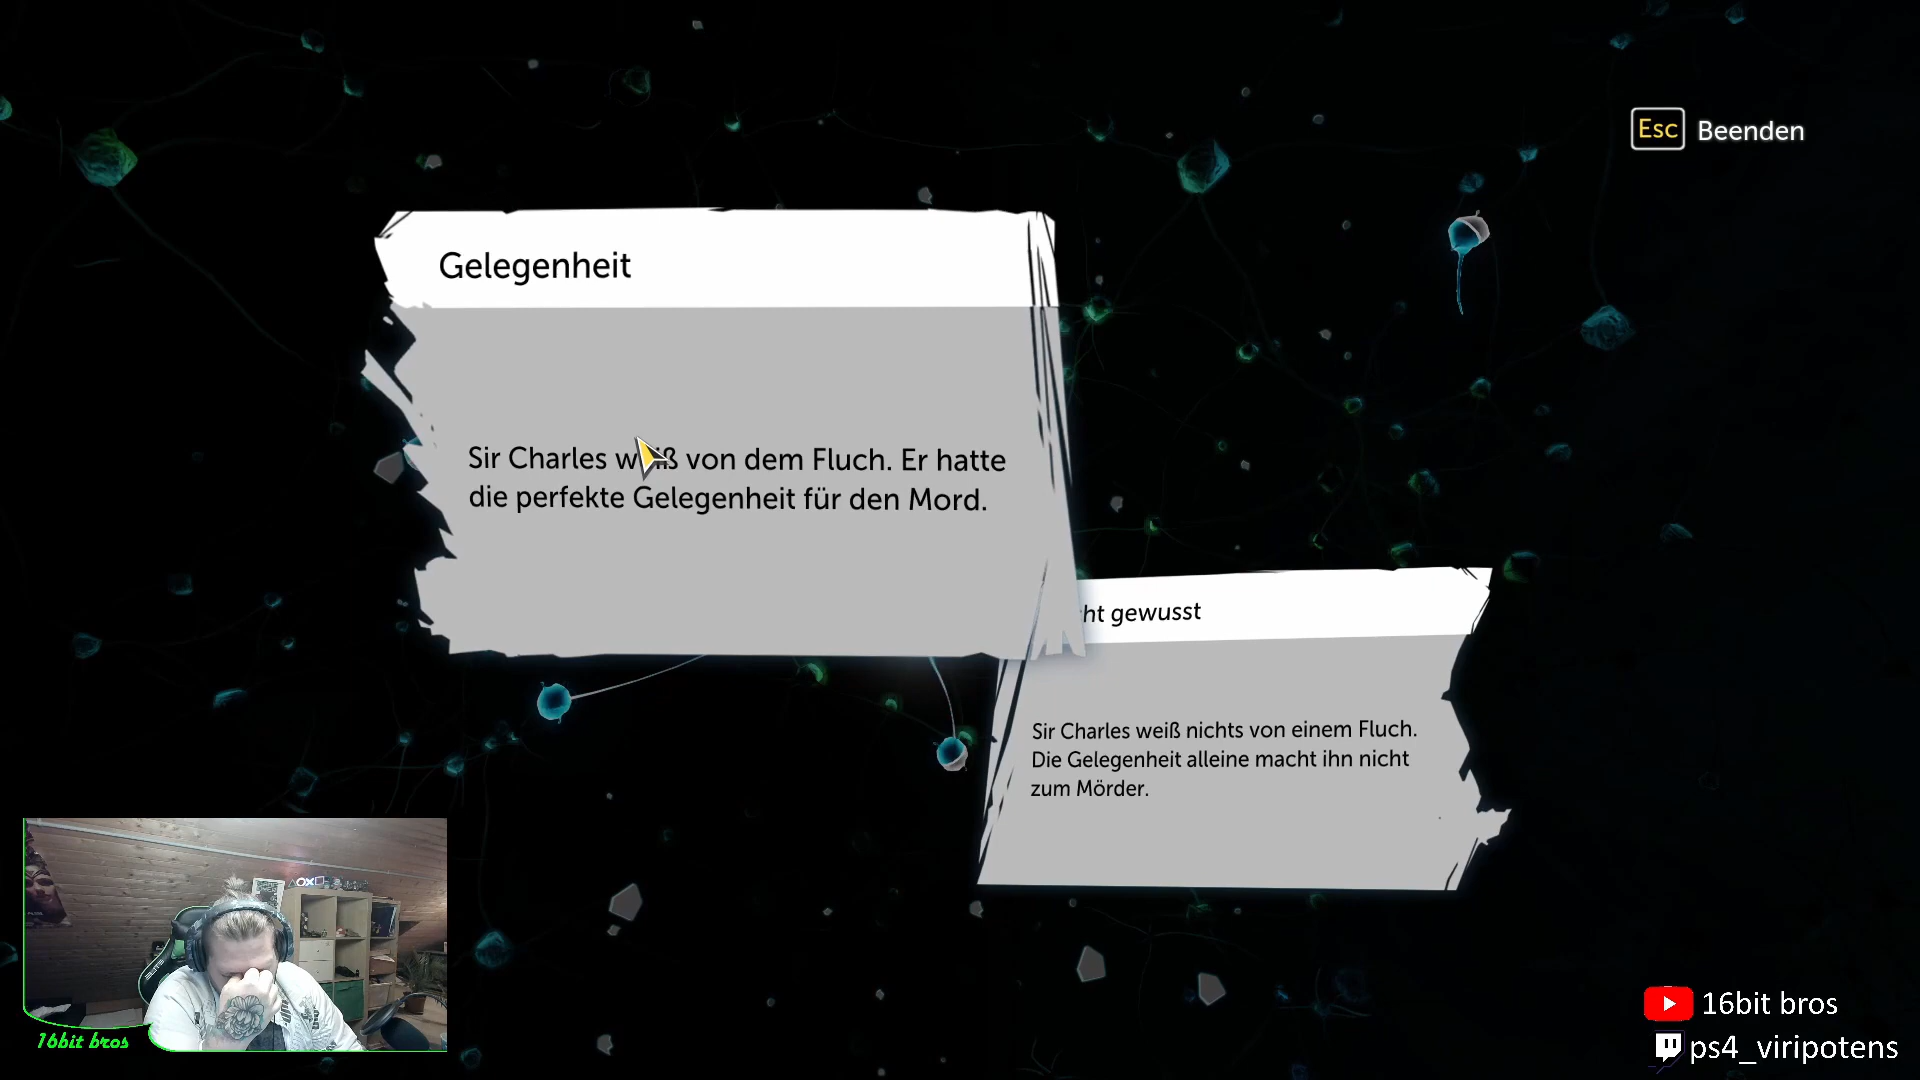 Esc Beenden
Gelegenheit
Sir Charles weiß von dem Fluch. Er hatte
die perfekte Gelegenheit für den Mord.
gewusst
Sir Charles weiß nichts von einem Fluch.
Die Gelegenheit alleine macht ihn nicht
zum Mörder.
16bit bros
16bit bros
ps4_viripotens